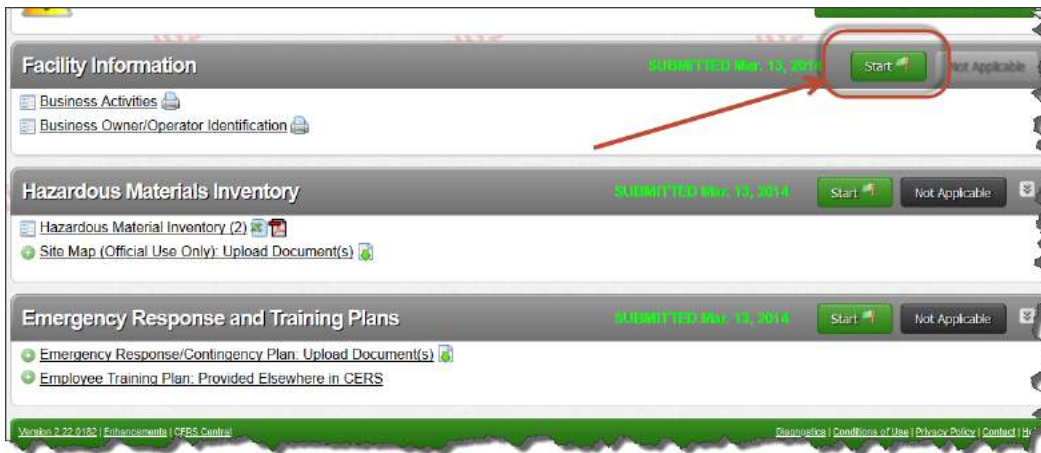 Facility Information SUBMITTED Mar. 13, 2014 Start Not Applicable
Business Activities
Business Owner/Operator Identification
Hazardous Materials Inventory SUBMITTED Mar. 13, 2014 Start Not Applicable
Hazardous Material Inventory (2)
Site Map (Official Use Only): Upload Document(s)
Emergency Response and Training Plans SUBMITTED Mar. 13, 2014 Start Not Applicable
Emergency Response/Contingency Plan: Upload Document(s)
Employee Training Plan: Provided Elsewhere in CERS
Version 2.22.0182 | Enhancements | CERS Central Diagnostics | Conditions of Use | Privacy Policy | Contact |